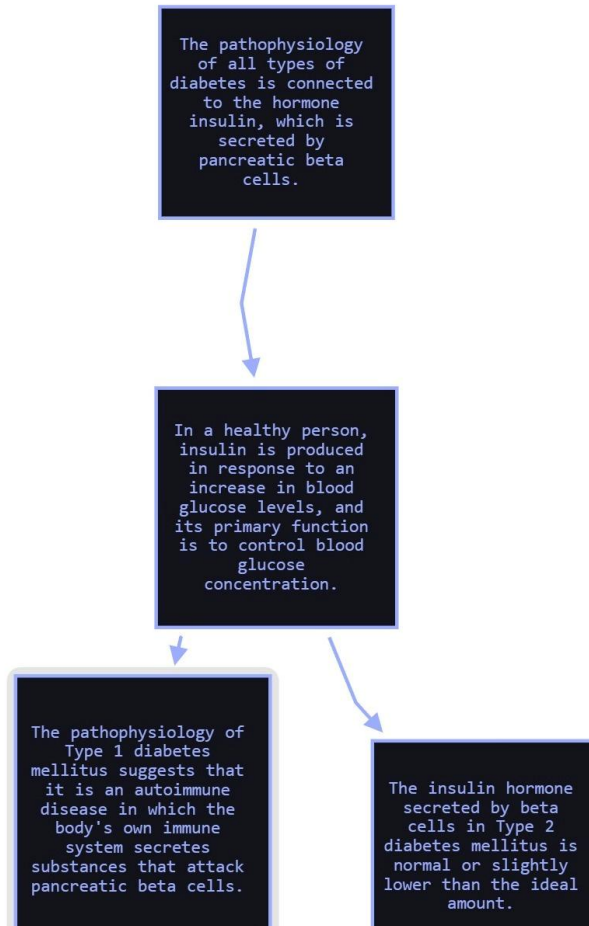 The pathophysiology
of all types of
diabetes is connected
to the hormone
insulin, which is
secreted by
pancreatic beta
cells.
In a healthy person,
insulin is produced
in response to an
increase in blood
glucose levels, and
its primary function
is to control blood
glucose
concentration.
The pathophysiology of
Type 1 diabetes
mellitus suggests that
it is an autoimmune
disease in which the
body's own immune
system secretes
substances that attack
pancreatic beta cells.
The insulin hormone
secreted by beta
cells in Type 2
diabetes mellitus is
normal or slightly
lower than the ideal
amount.